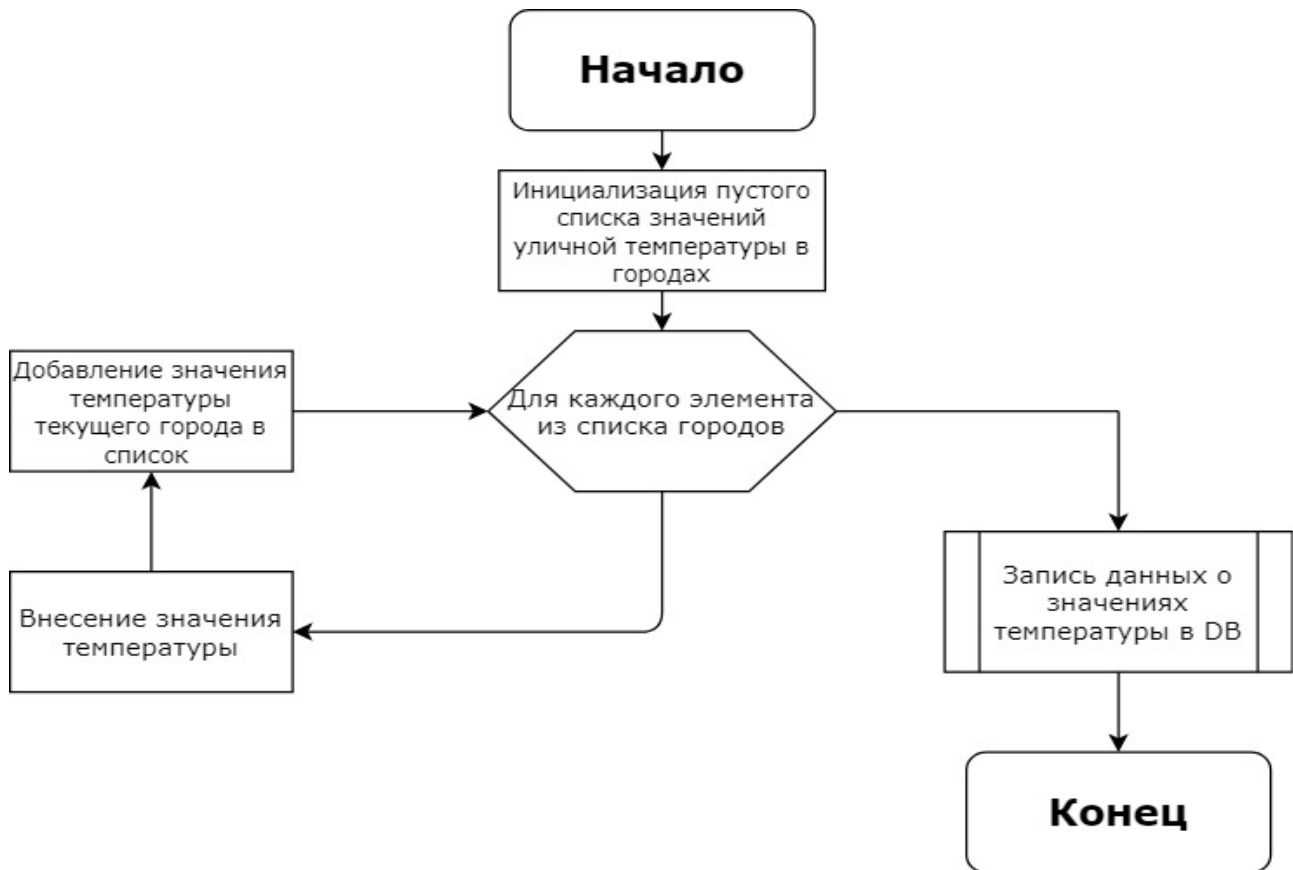 Начало
Инициализация пустого
списка значений
уличной температуры в
городах
Для каждого элемента
из списка городов
Добавление значения
температуры
текущего города в
список
Внесение значения
температуры
Запись данных о
значениях
температуры в DB
Конец